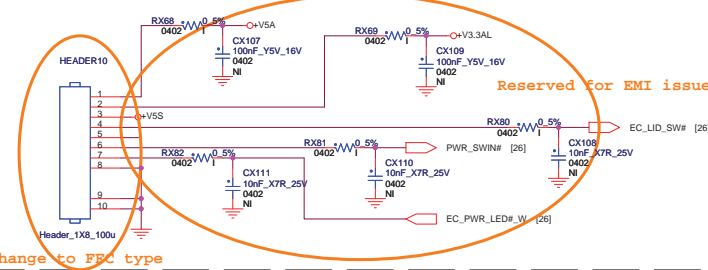 RX68 0_5%
0402 I
+V5A
CX107
100nF_Y5V_16V
0402
NI
RX69 0_5%
0402 I
+V3.3AL
CX109
100nF_Y5V_16V
0402
NI
HEADER10
Reserved for EMI issue
1
2
3
4
5
6
7
8
9
10
+V5S
RX80 0_5%
0402 I
EC_LID_SW# [26]
RX81 0_5%
0402 I
PWR_SWIN# [26]
RX82 0_5%
0402 I
CX108
10nF_X7R_25V
0402
NI
CX110
10nF_X7R_25V
0402
NI
CX111
10nF_X7R_25V
0402
NI
EC_PWR_LED#_W [26]
Header_1X8_100u
hange to FFC type